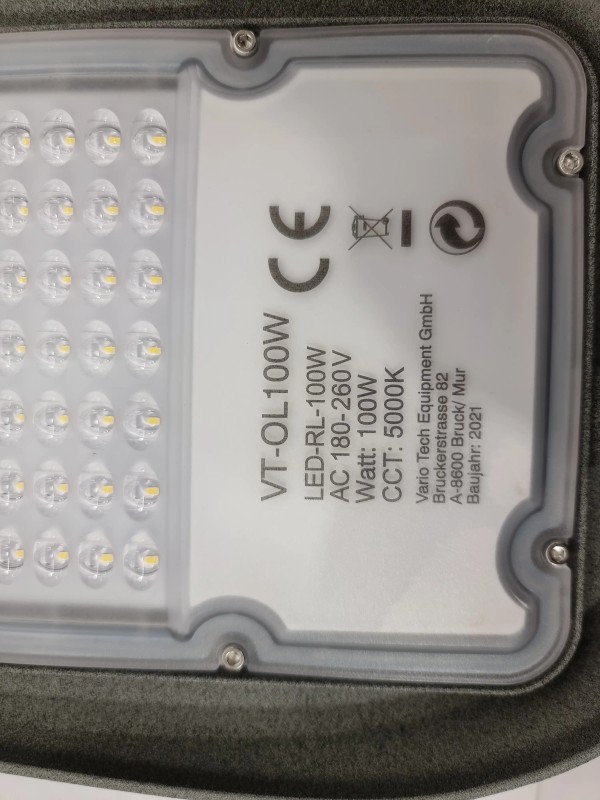 VT-OL100W
LED-RL-100W
AC 180-260V
Watt: 100W
CCT: 5000K
Vario Tech Equipment GmbH
Bruckerstrasse 82
A-8600 Bruck/ Mur
Baujahr: 2021
CE